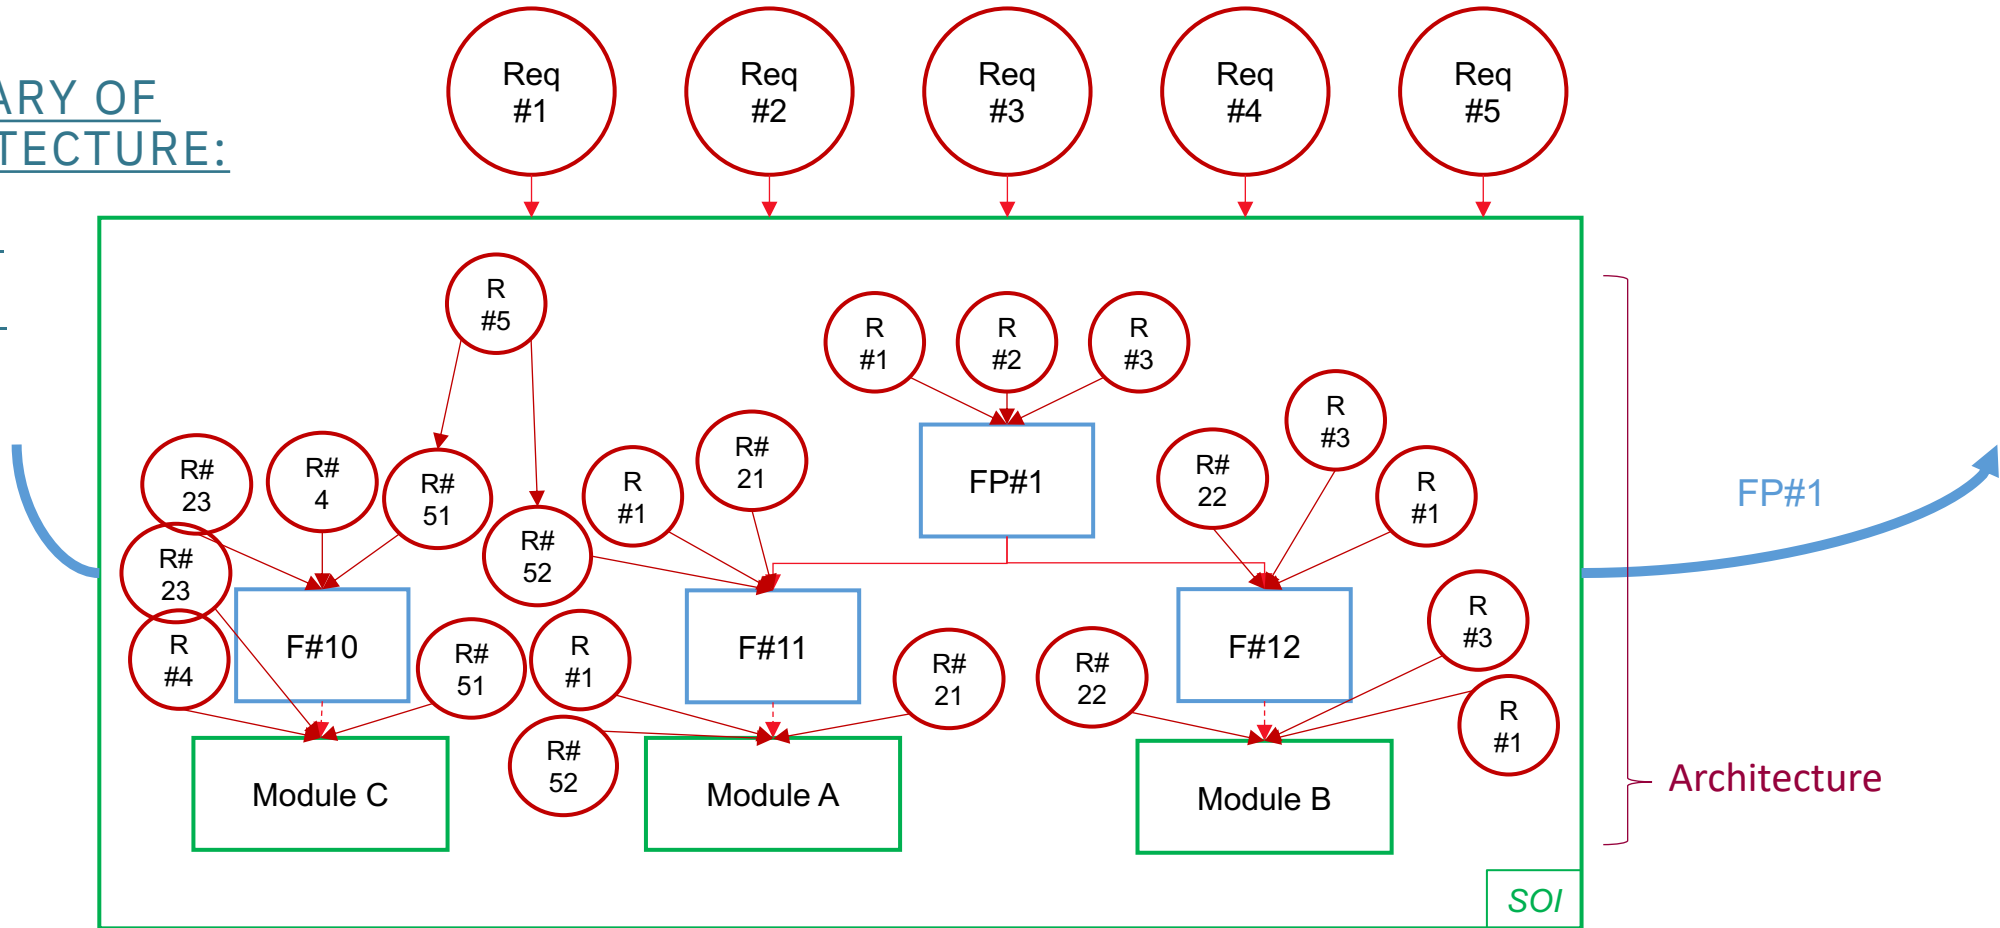 ARY OF
TECTURE:
Req
#1
Req
#2
Req
#3
Req
#4
Req
#5
R
#5
R
#1
R
#2
R
#3
R
#3
R#
23
R#
4
R#
51
R
#1
R#
21
FP#1
R#
22
R
#1
FP#1
R#
52
R#
23
F#10
F#11
F#12
R
#4
R#
51
R
#1
R#
21
R#
22
R
#3
R
#1
R#
52
Module C
Module A
Module B
Architecture
SOI